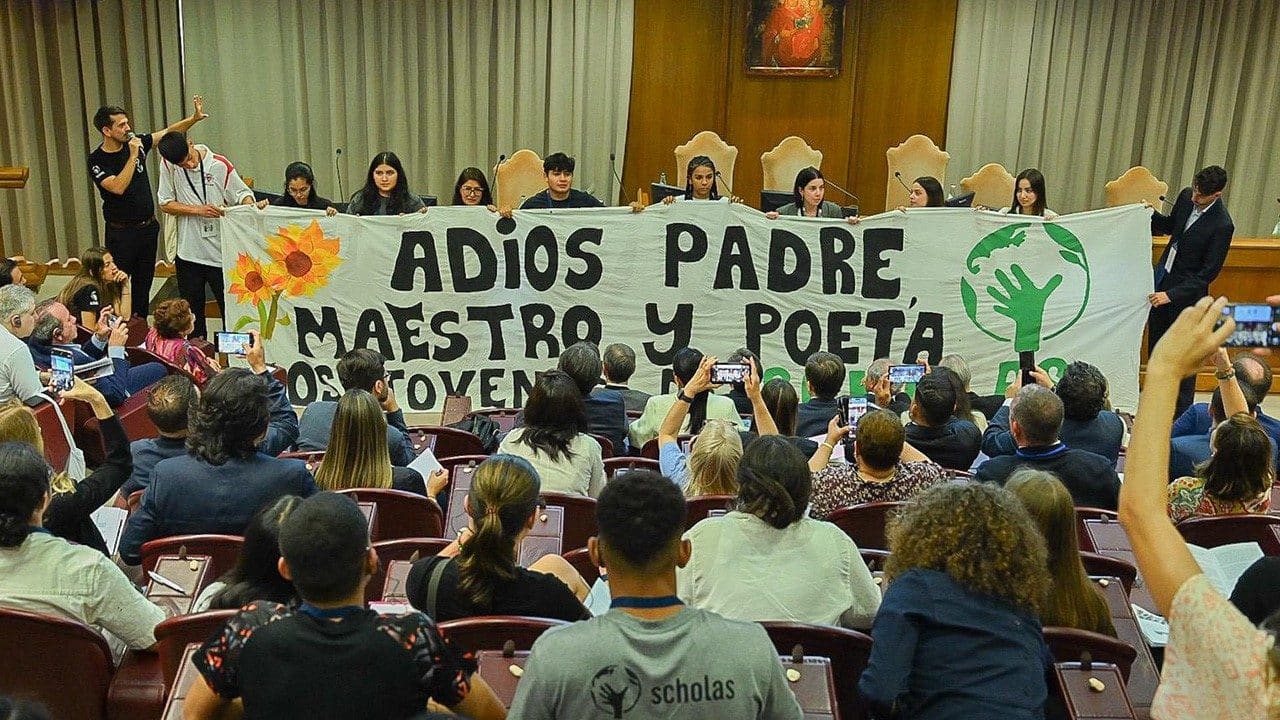 ADiOS PADRE,
MAESTRO Y POETA
scholas